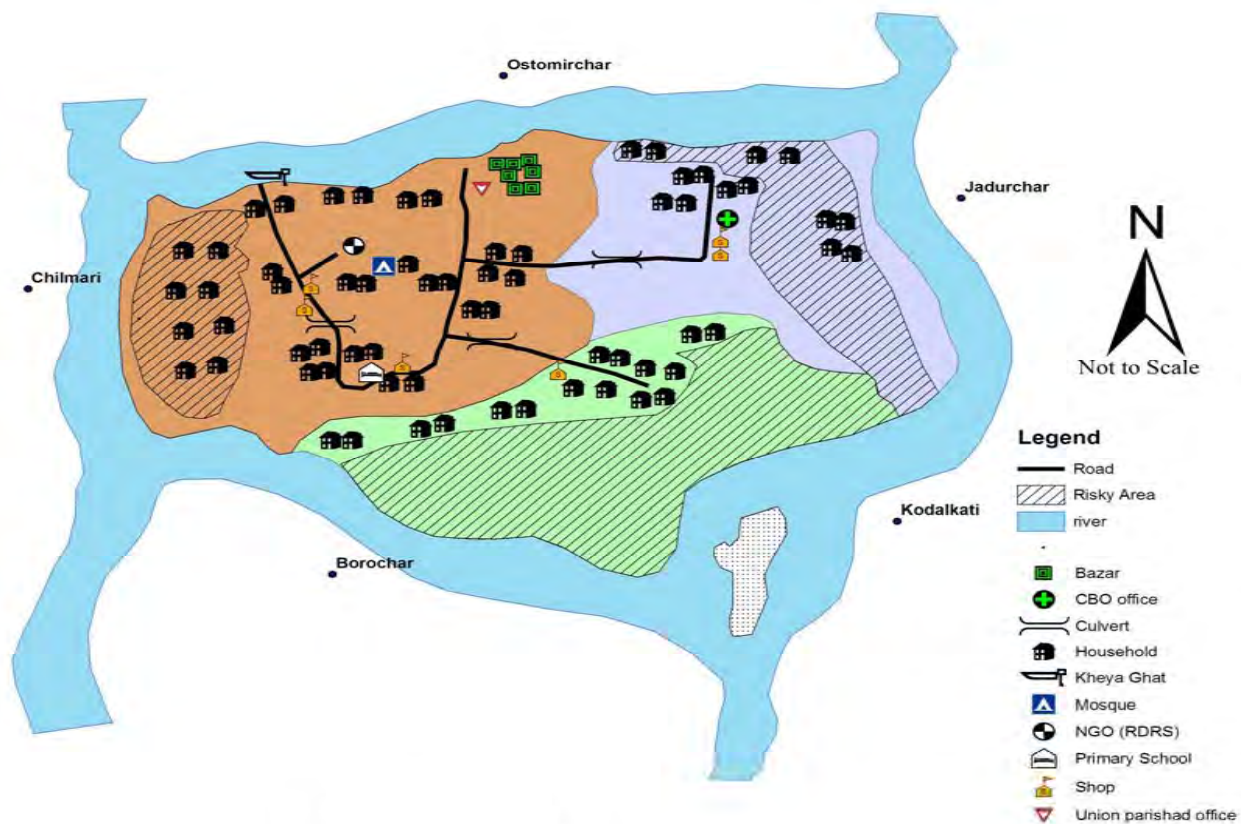 Ostomirchar
Jadurchar
Chilmari
N
Not to Scale
Legend
Road
Risky Area
river
Kodalkati
Borochar
Bazar
CBO office
Culvert
Household
Kheya Ghat
Mosque
NGO (RDRS)
Primary School
Shop
Union parishad office